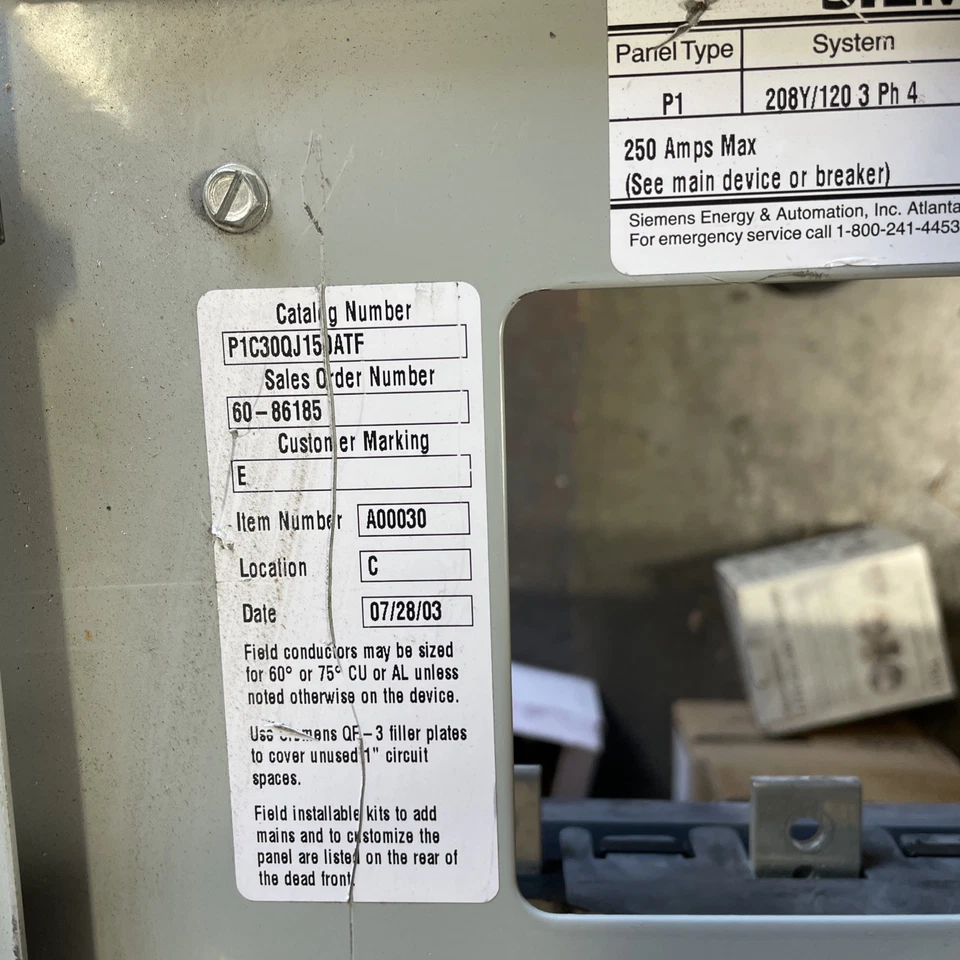 Panel Type
System
P1
208Y/120 3 Ph 4
250 Amps Max
(See main device or breaker)
Siemens Energy & Automation, Inc. Atlanta
For emergency service call 1-800-241-4453
Catalog Number
P1C30QJ150ATF
Sales Order Number
60-86185
Customer Marking
E
Item Number A00030
Location C
Date 07/28/03
Field conductors may be sized
for 60° or 75° CU or AL unless
noted otherwise on the device.
Use Siemens QF-3 filler plates
to cover unused 1" circuit
spaces.
Field installable kits to add
mains and to customize the
panel are listed on the rear of
the dead front.